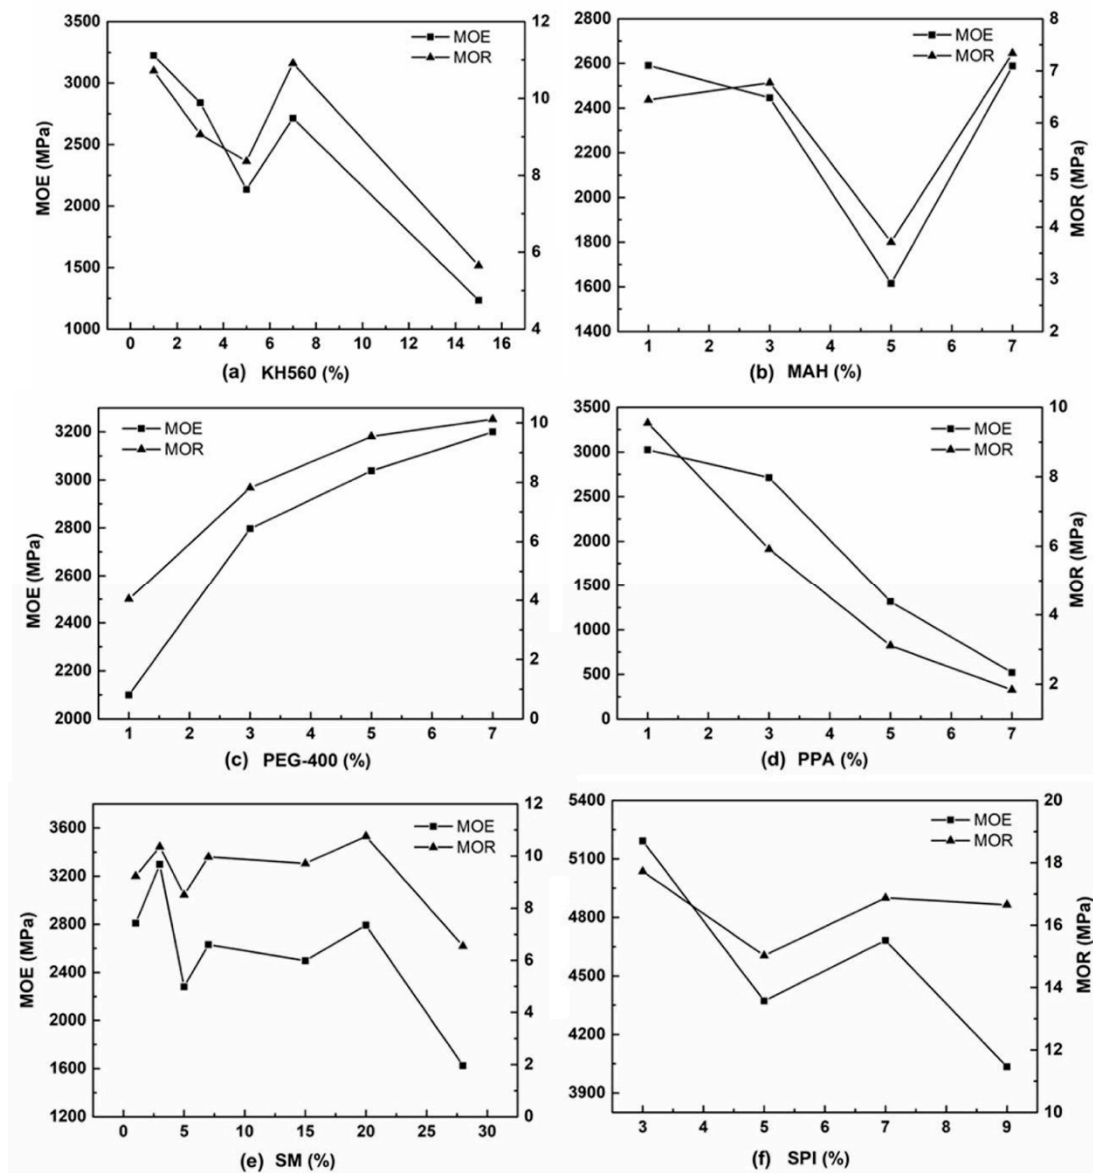 3500
3000
2500
2000
1500
1000
MOE (MPa)
12
10
8
6
4
MOE
MOR
0 2 4 6 8 10 12 14 16
(a) KH560 (%)
2800
2600
2400
2200
2000
1800
1600
1400
MOE (MPa)
8
7
6
5
4
3
2
MOR (MPa)
MOE
MOR
1 2 3 4 5 6 7
(b) MAH (%)
3200
3000
2800
2600
2500
2400
2200
2000
MOE (MPa)
10
8
6
4
2
0
MOE
MOR
1 2 3 4 5 6 7
(c) PEG-400 (%)
3500
3000
2500
2000
1500
1000
500
0
MOE (MPa)
10
8
6
4
2
MOR (MPa)
MOE
MOR
1 2 3 4 5 6 7
(d) PPA (%)
3600
3200
2800
2400
2000
1600
1200
MOE (MPa)
12
10
8
6
4
2
0
MOE
MOR
0 5 10 15 20 25 30
(e) SM (%)
5400
5100
4800
4500
4200
3900
MOE (MPa)
20
18
16
14
12
10
MOR (MPa)
MOE
MOR
3 4 5 6 7 8 9
(f) SPI (%)